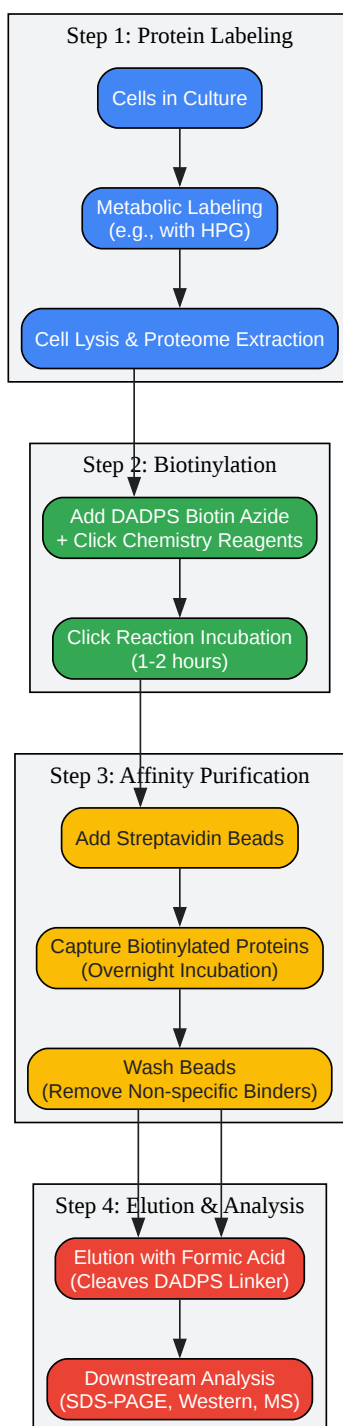 Step 1: Protein Labeling
Cells in Culture
Metabolic Labeling
(e.g., with HPG)
Cell Lysis & Proteome Extraction
Step 2: Biotinylation
Add DADPS Biotin Azide
+ Click Chemistry Reagents
Click Reaction Incubation
(1-2 hours)
Step 3: Affinity Purification
Add Streptavidin Beads
Capture Biotinylated Proteins
(Overnight Incubation)
Wash Beads
(Remove Non-specific Binders)
Step 4: Elution & Analysis
Elution with Formic Acid
(Cleaves DADPS Linker)
Downstream Analysis
(SDS-PAGE, Western, MS)